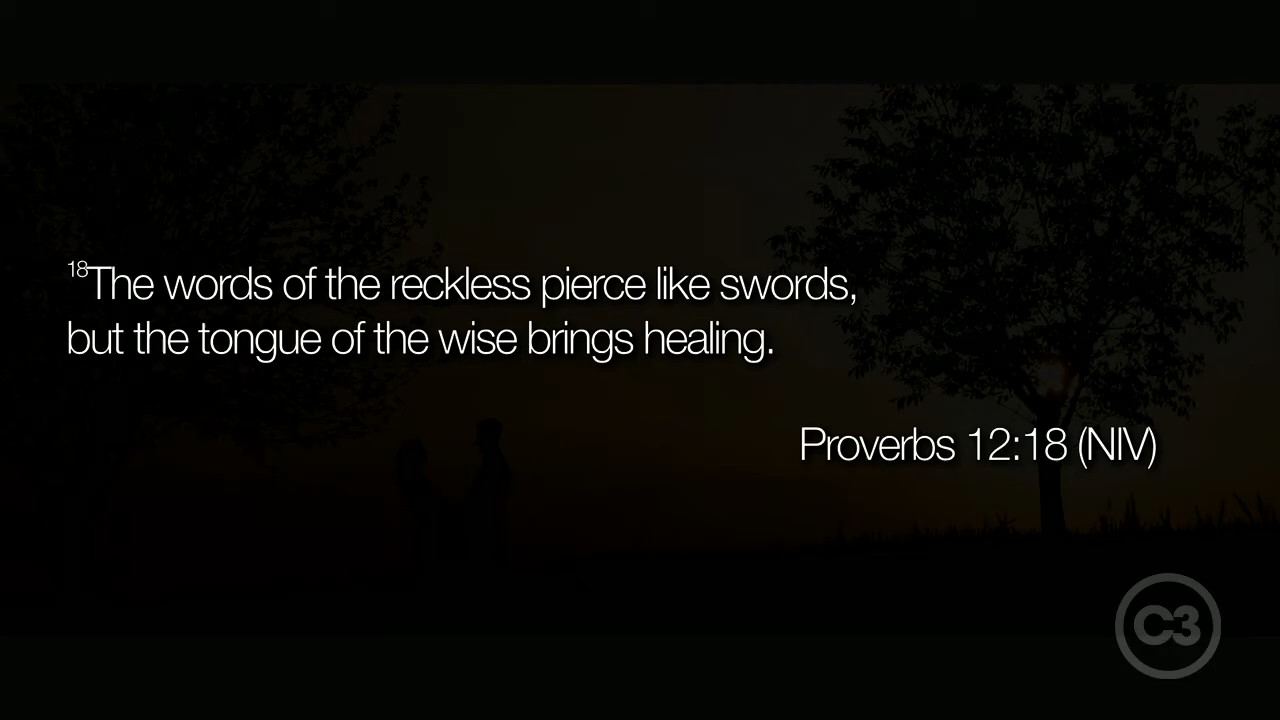 18The words of the reckless pierce like swords,
but the tongue of the wise brings healing.
Proverbs 12:18 (NIV)
C3